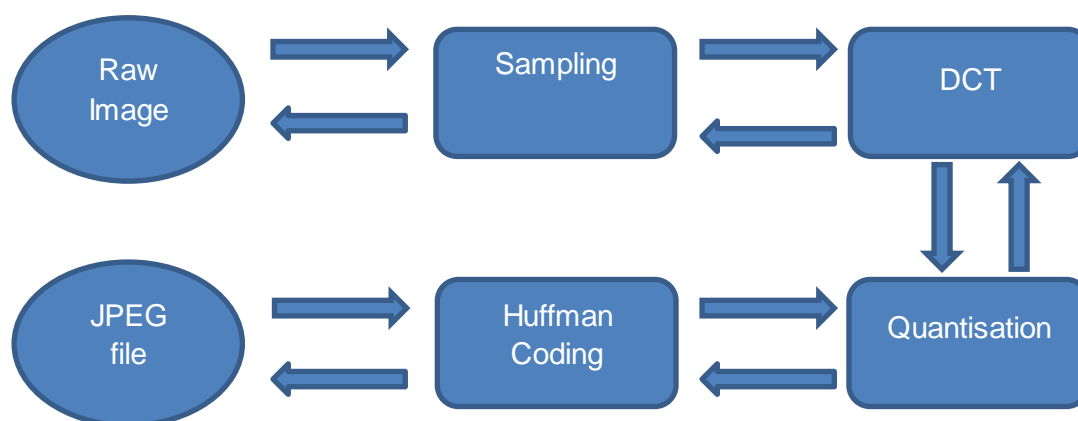 Raw
Image
Sampling
DCT
JPEG
file
Huffman
Coding
Quantisation